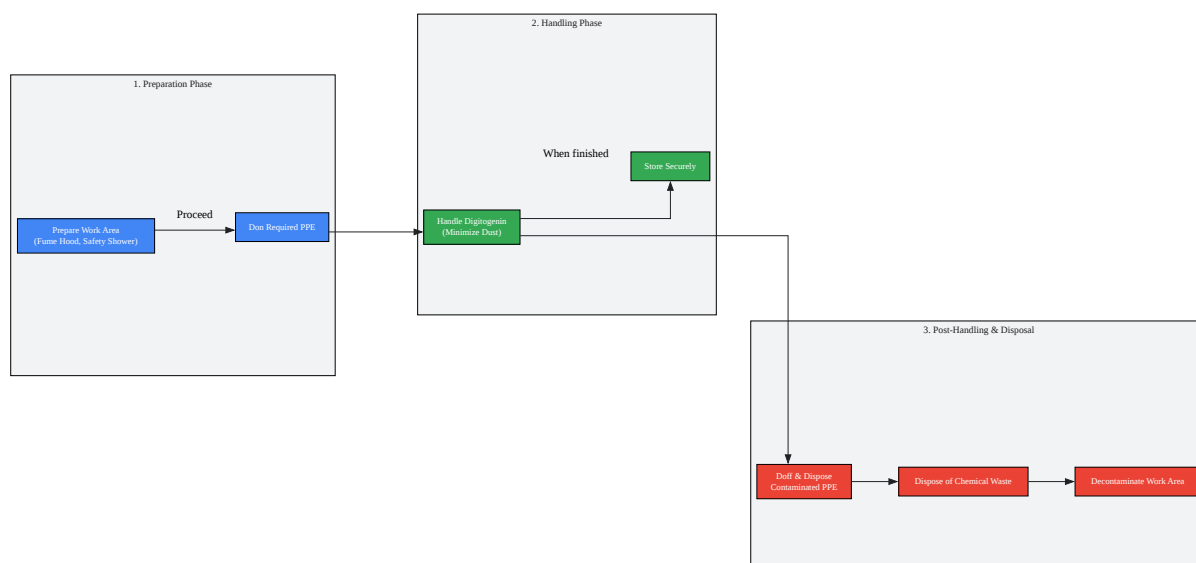 1. Preparation Phase
Prepare Work Area
(Fume Hood, Safety Shower)
Proceed
Don Required PPE
2. Handling Phase
Handle Digitogenin
(Minimize Dust)
When finished
Store Securely
3. Post-Handling & Disposal
Doff & Dispose
Contaminated PPE
Dispose of Chemical Waste
Decontaminate Work Area